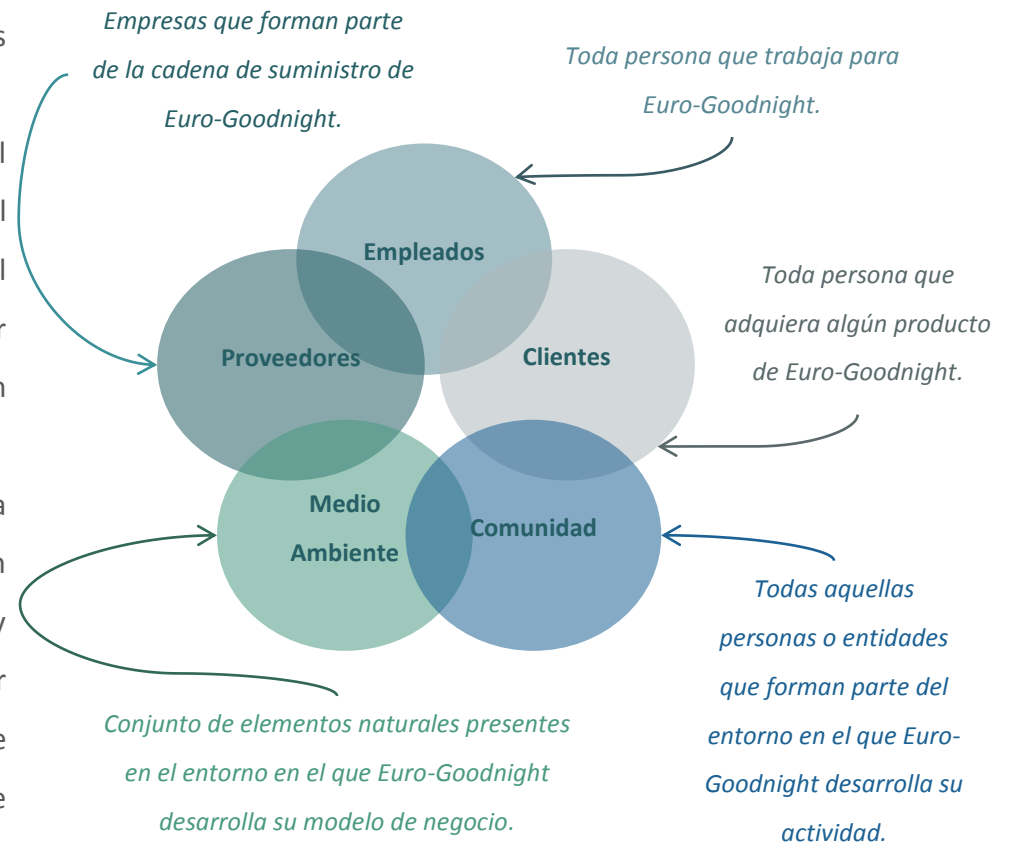 Empresas que forman parte
de la cadena de suministro de
Euro-Goodnight.
Toda persona que trabaja para
Euro-Goodnight.
Empleados
Toda persona que
adquiera algún producto
de Euro-Goodnight.
Proveedores
Clientes
Medio
Ambiente
Comunidad
Todas aquellas
personas o entidades
que forman parte del
entorno en el que Euro-
Goodnight desarrolla su
actividad.
Conjunto de elementos naturales presentes
en el entorno en el que Euro-Goodnight
desarrolla su modelo de negocio.